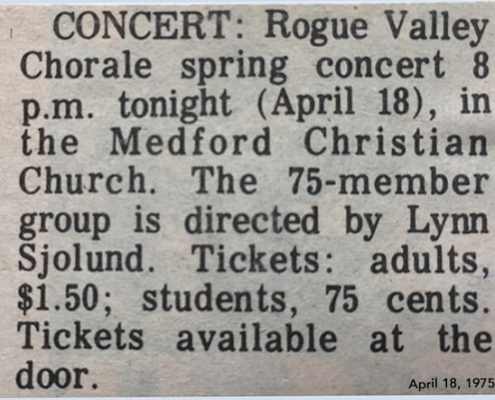 CONCERT: Rogue Valley
Chorale spring concert 8
p.m. tonight (April 18), in
the Medford Christian
Church. The 75-member
group is directed by Lynn
Sjolund. Tickets: adults,
$1.50; students, 75 cents.
Tickets available at the
door.
April 18, 1975